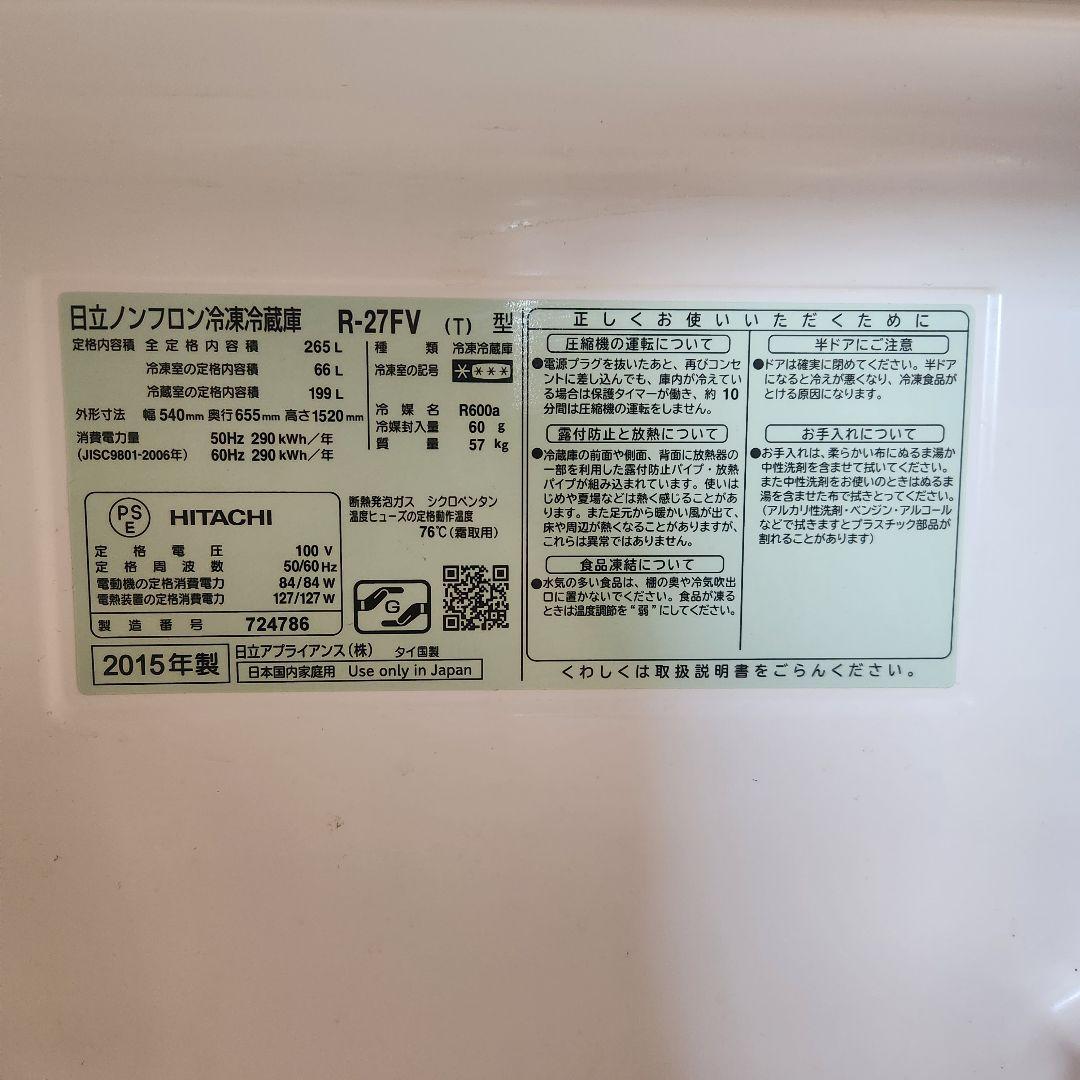 日立ノンフロン冷凍冷蔵庫 R-27FV (T) 型
定格内容積 全定格内容積 265 L
冷凍室の定格内容積 66 L
冷蔵室の定格内容積 199 L
外形寸法 幅 540mm 奥行 655mm 高さ 1520mm
消費電力量 50Hz 290 kWh/年
(JISC9801-2006年) 60Hz 290 kWh/年
種類 冷凍冷蔵庫
冷凍室の記号 ****
冷媒名 R600a
冷媒封入量 60 g
質量 57 kg
PSE HITACHI
定格電圧 100 V
定格周波数 50/60 Hz
電動機の定格消費電力 84/84 W
電熱装置の定格消費電力 127/127 W
製造番号 724786
断熱発泡ガス シクロペンタン
温度ヒューズの定格動作温度
76℃(霜取用)
G
2015年製
日立アプライアンス(株) タイ国製
日本国内家庭用 Use only in Japan
正しくお使いいただくために
圧縮機の運転について
●電源プラグを抜いたあと、再びコンセ
ントに差し込んでも、庫内が冷えてい
る場合は保護タイマーが働き、約 10
分間は圧縮機の運転をしません。
露付防止と放熱について
●冷蔵庫の前面や側面、背面に放熱器の
一部を利用した露付防止パイプ・放熱
パイプが組み込まれています。使いは
じめや夏場などは熱く感じることがあ
ります。また足元から暖かい風が出て、
床や周辺が熱くなることがありますが、
これらは異常ではありません。
食品凍結について
●水気の多い食品は、棚の奥や冷気吹出
口に置かないでください。食品が凍る
ときは温度調節を“弱”にしてください。
半ドアにご注意
●ドアは確実に閉めてください。半ドア
になると冷えが悪くなり、冷凍食品が
とける原因になります。
お手入れについて
●お手入れは、柔らかい布にぬるま湯か
中性洗剤を含ませて拭いてください。
また中性洗剤をお使いのときはぬるま
湯を含ませた布で拭きとってください。
(アルカリ性洗剤・ベンジン・アルコール
などで拭きますとプラスチック部品が
割れることがあります)
くわしくは取扱説明書をごらんください。